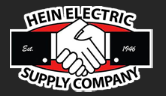 HEIN ELECTRIC
Est. 1946
SUPPLY COMPANY